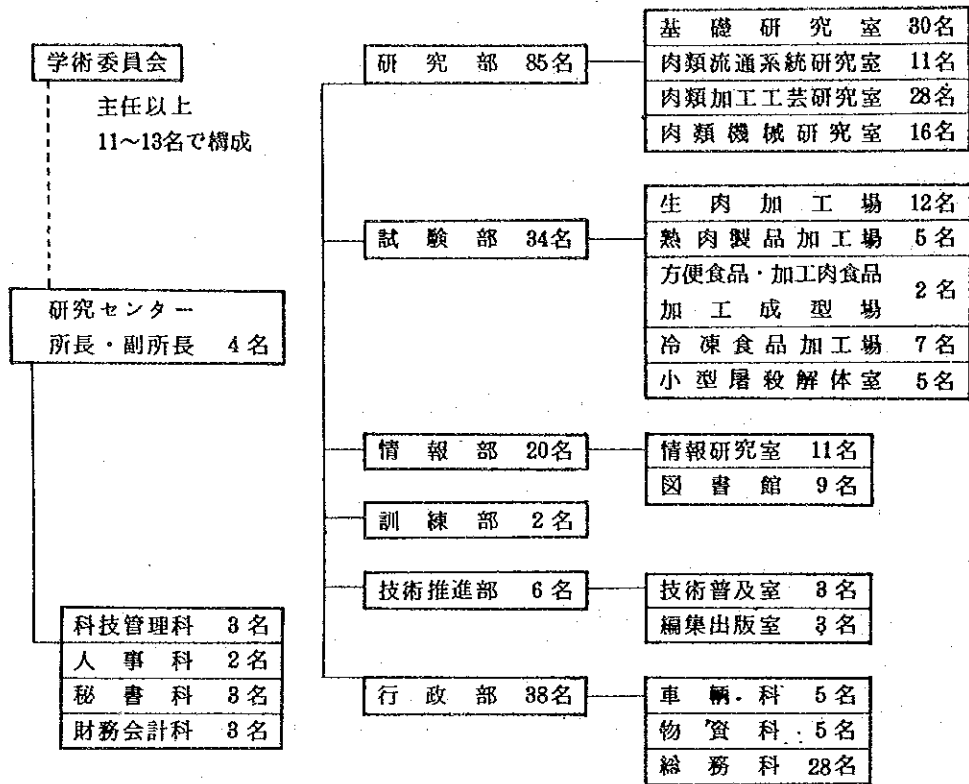 学術委員会
主任以上
11〜13名で構成
研究センター
所長・副所長 4名
科技管理科 3名
人事科 2名
秘書科 3名
財務会計科 3名
研究部 85名
基礎研究室 30名
肉類流通系統研究室 11名
肉類加工工芸研究室 28名
肉類機械研究室 16名
試験部 34名
生肉加工場 12名
熟肉製品加工場 5名
方便食品・加工肉食品
加工成型場 2名
冷凍食品加工場 7名
小型屠殺解体室 5名
情報部 20名
情報研究室 11名
図書館 9名
訓練部 2名
技術推進部 6名
技術普及室 3名
編集出版室 3名
行政部 38名
車輌科 5名
物資科 5名
総務科 28名